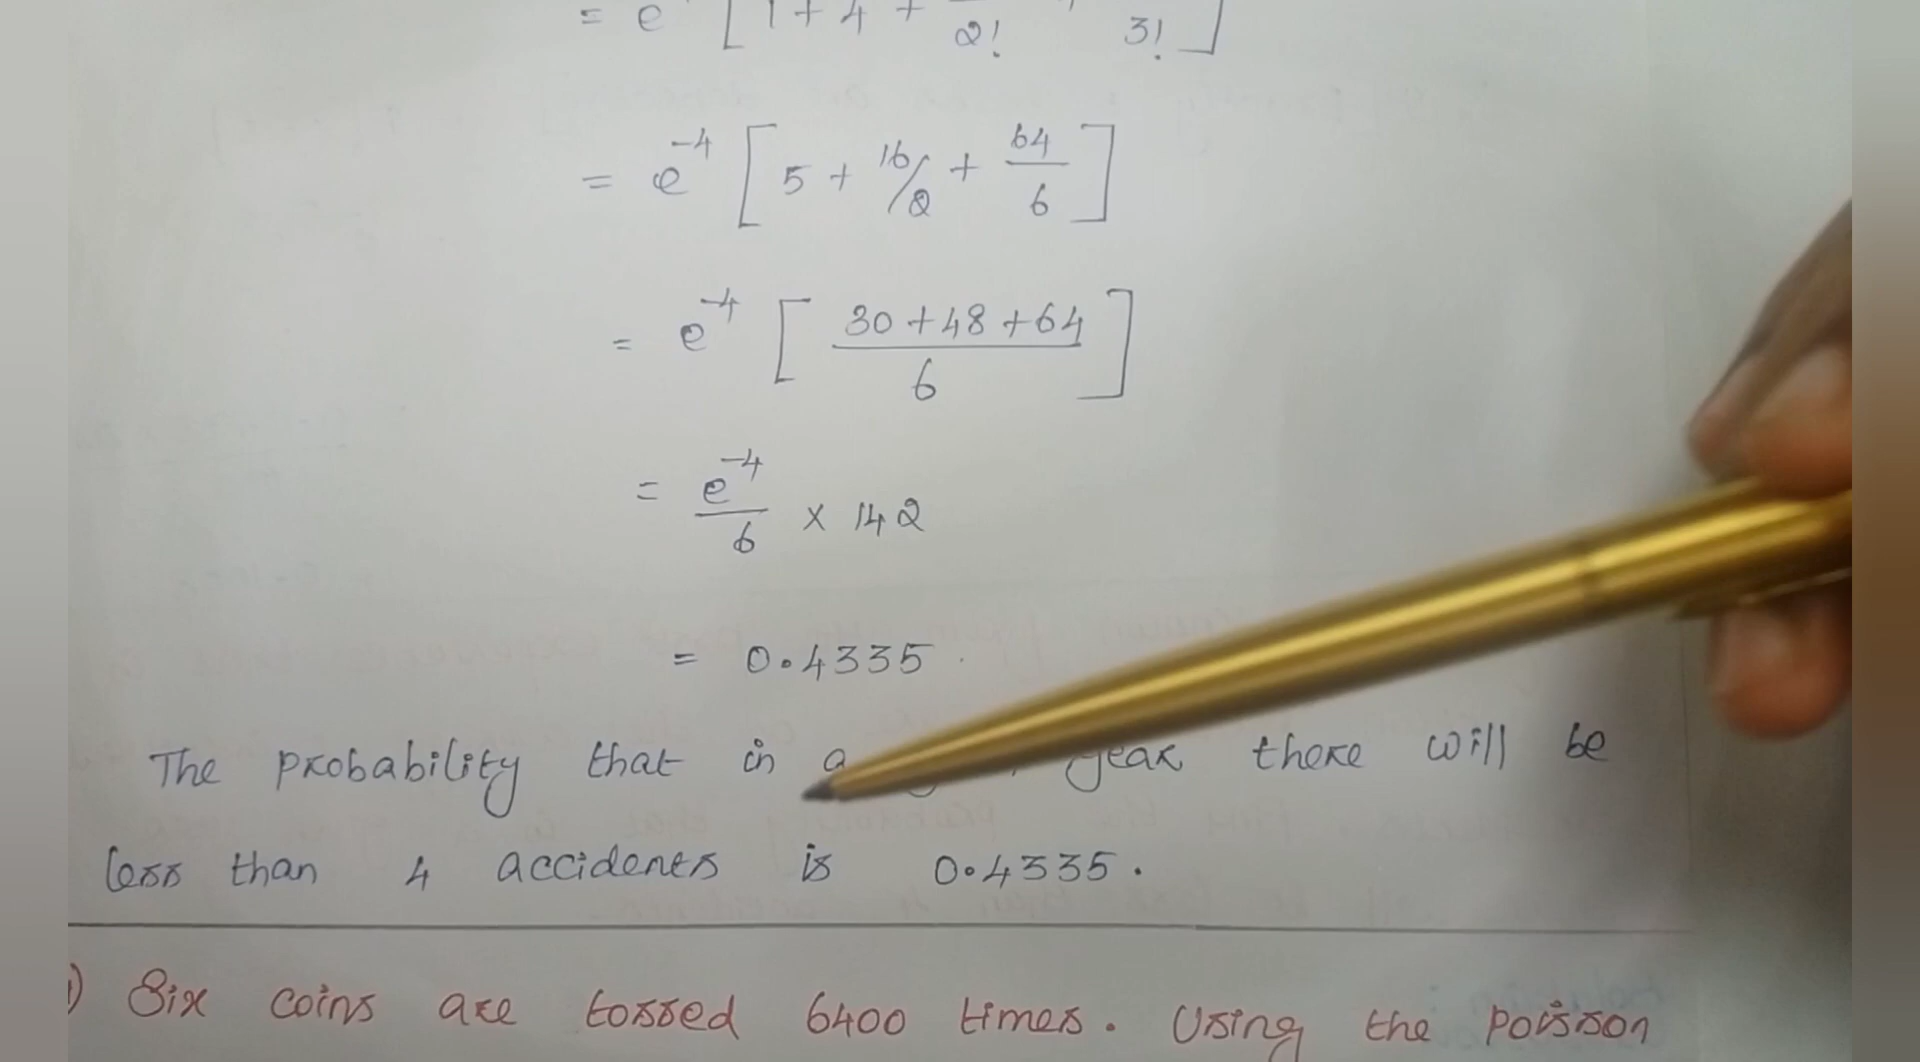 = e [ 1 + 4 + 2! 3! ]
= e^-4 [ 5 + 16/2 + 64/6 ]
= e^-4 [ 30 + 48 + 64 / 6 ]
= e^-4/6 × 142
= 0.4335
The probability that in a year there will be
less than 4 accidents is 0.4335.
) Six coins are tossed 6400 times. Using the poisson